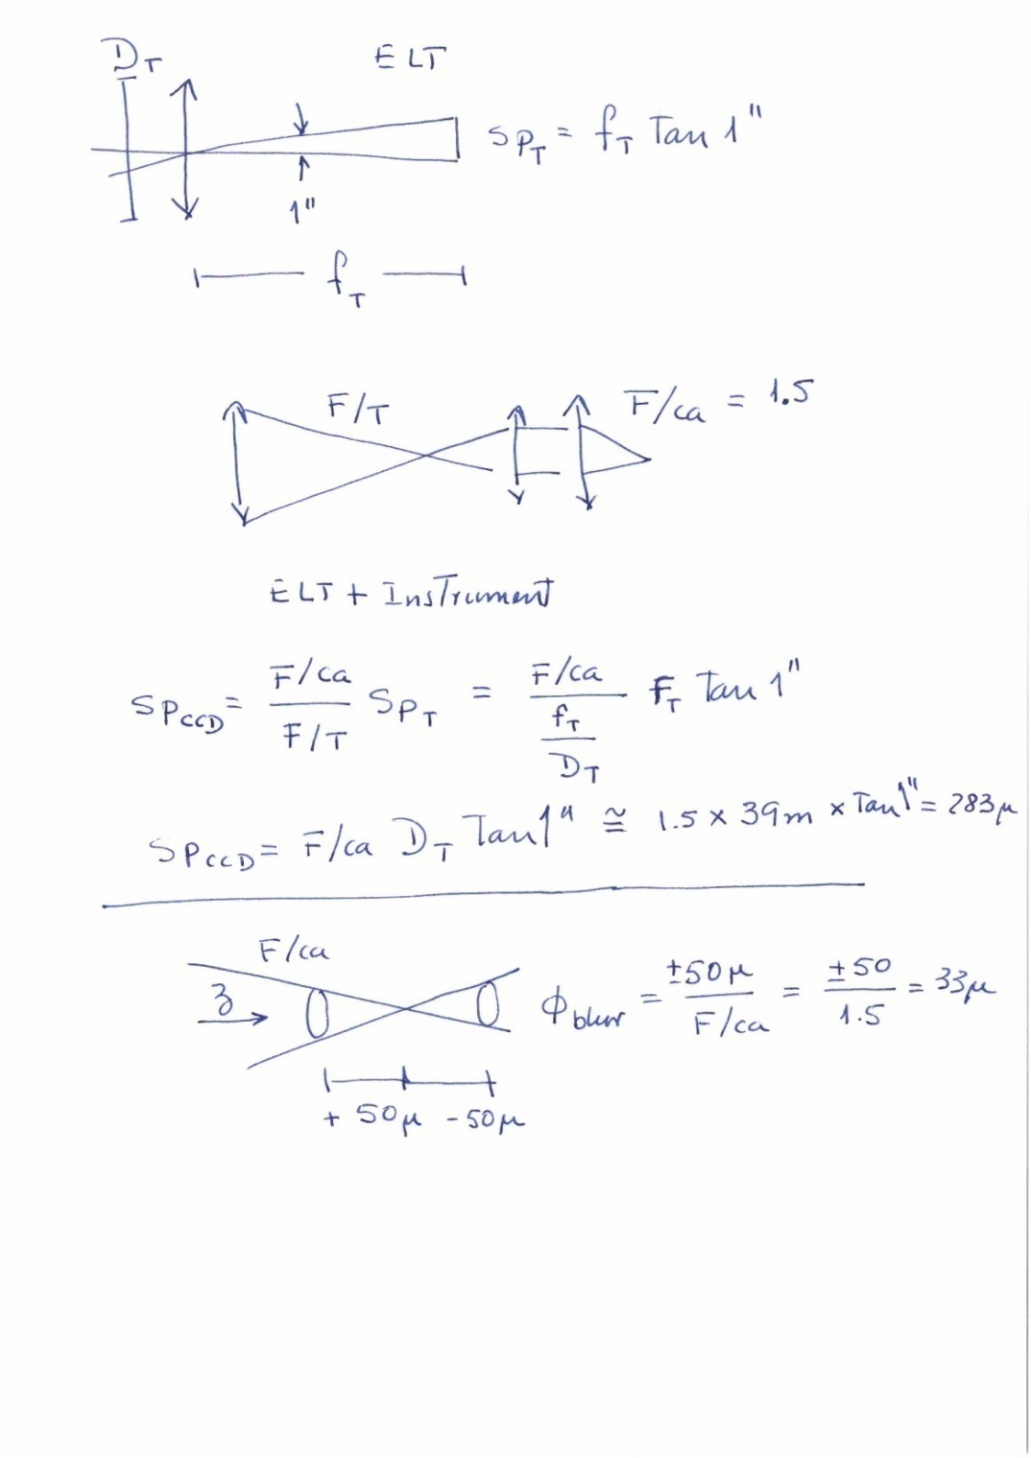 D_T
ELT
SP_T = f_T Tan 1"
1"
f_T
F/T
F/ca = 1.5
ELT + Instrument
SP_CCD = (F/ca)/(F/T) SP_T = (F/ca)/(f_T/D_T) f_T Tan 1"
SP_CCD = F/ca D_T Tan 1" ≅ 1.5 × 39m × Tan 1" = 283μ
F/ca
z
ϕ_blur = ±50μ/(F/ca) = ±50/1.5 = 33μ
+ 50μ - 50μ